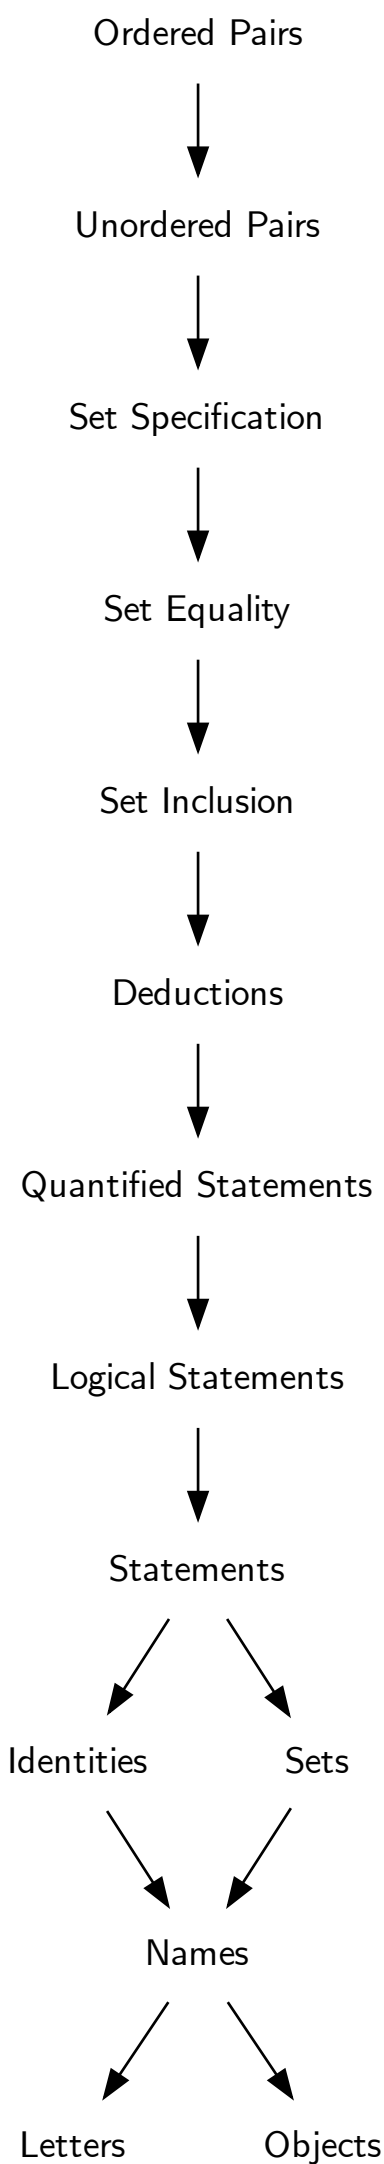 Ordered Pairs
Unordered Pairs
Set Specification
Set Equality
Set Inclusion
Deductions
Quantified Statements
Logical Statements
Statements
Identities
Sets
Names
Letters
Objects